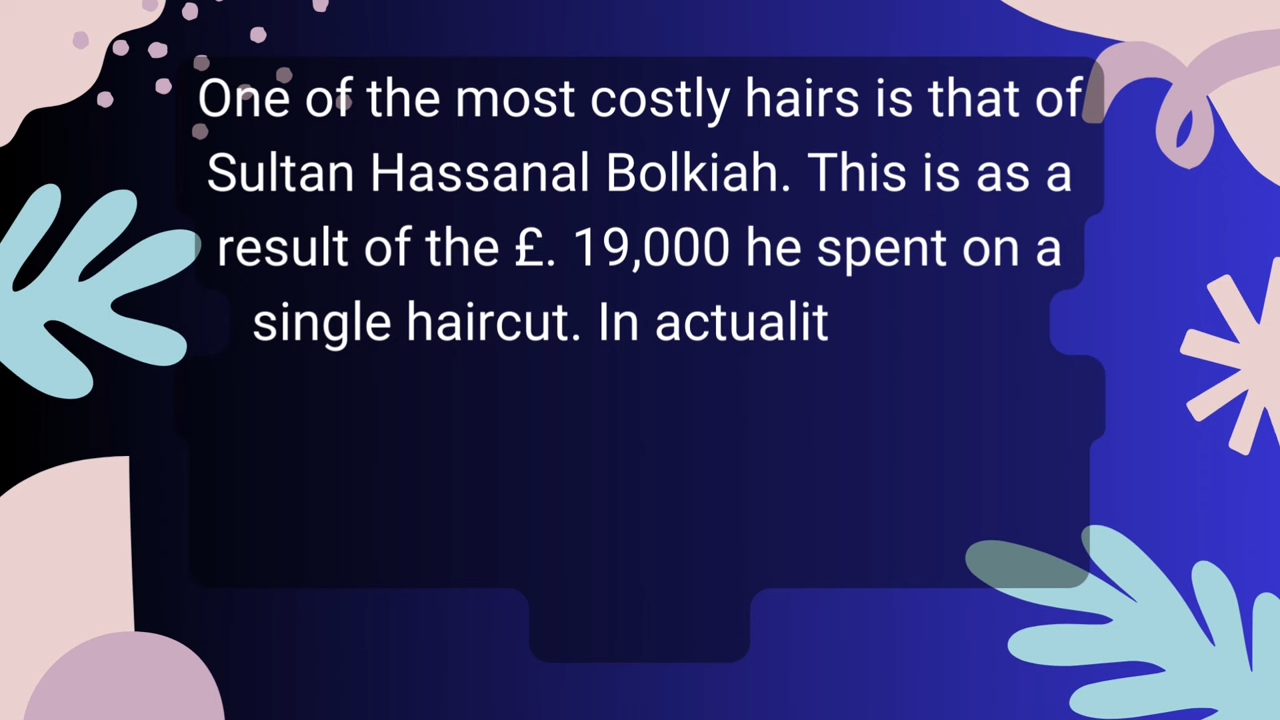 One of the most costly hairs is that of
Sultan Hassanal Bolkiah. This is as a
result of the £. 19,000 he spent on a
single haircut. In actualit